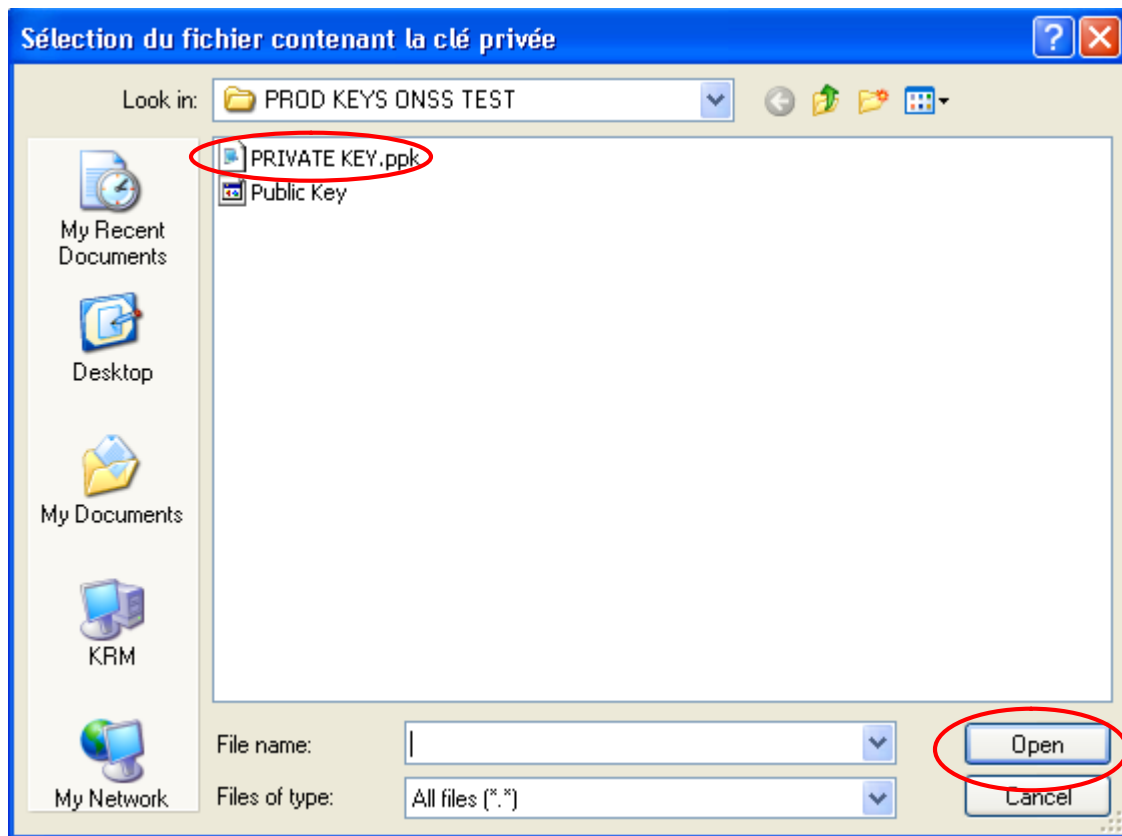 Sélection du fichier contenant la clé privée
Look in:
PROD KEYS ONSS TEST
PRIVATE KEY.ppk
Public Key
My Recent
Documents
Desktop
My Documents
KRM
My Network
File name:
Open
Files of type:
All files (*.*)
Cancel